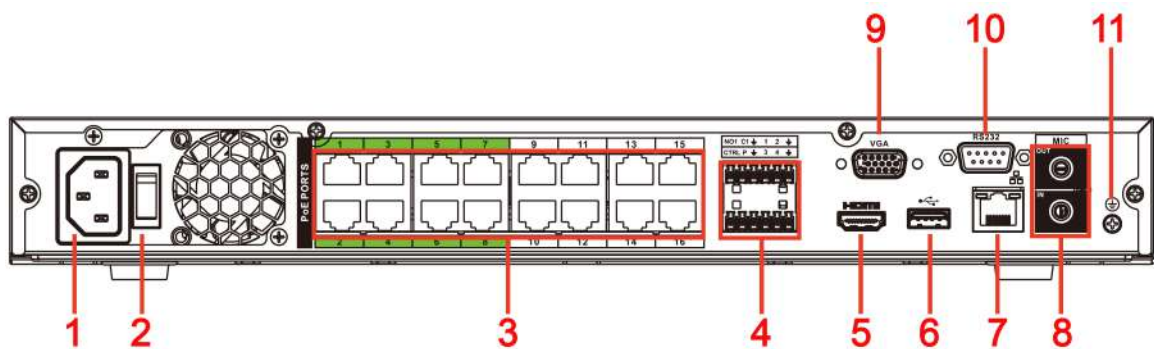 9 10 11
RS232
VGA
MIC
OUT
IN
PoE PORTS
1 3 5 7 9 11 13 15
2 4 6 8 10 12 14 16
NO1 C1 ⏚ 1 2 ⏚
CTRL P ⏚ 3 4 ⏚
HDMI
1 2 3 4 5 6 7 8